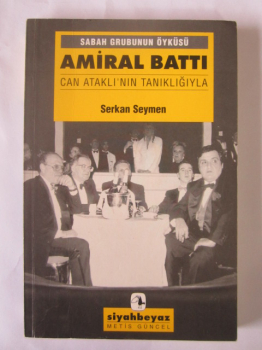 SABAH GRUBUNUN ÖYKÜSÜ
AMİRAL BATTI
CAN ATAKLI'NIN TANIKLIĞIYLA
Serkan Seymen
siyahbeyaz
METİS GÜNCEL